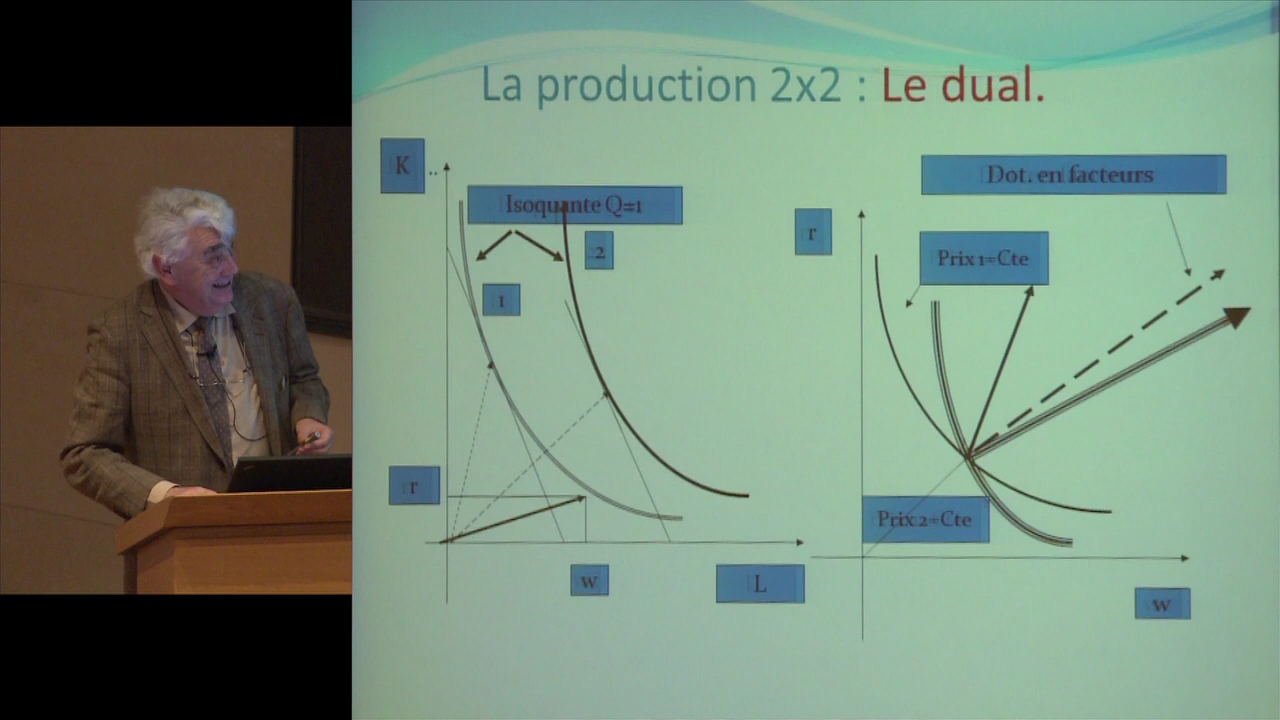 La production 2x2 : Le dual.
K
..
Isoquante Q=1
2
1
r
w
L
Dot. en facteurs
r
Prix 1=Cte
Prix 2=Cte
w